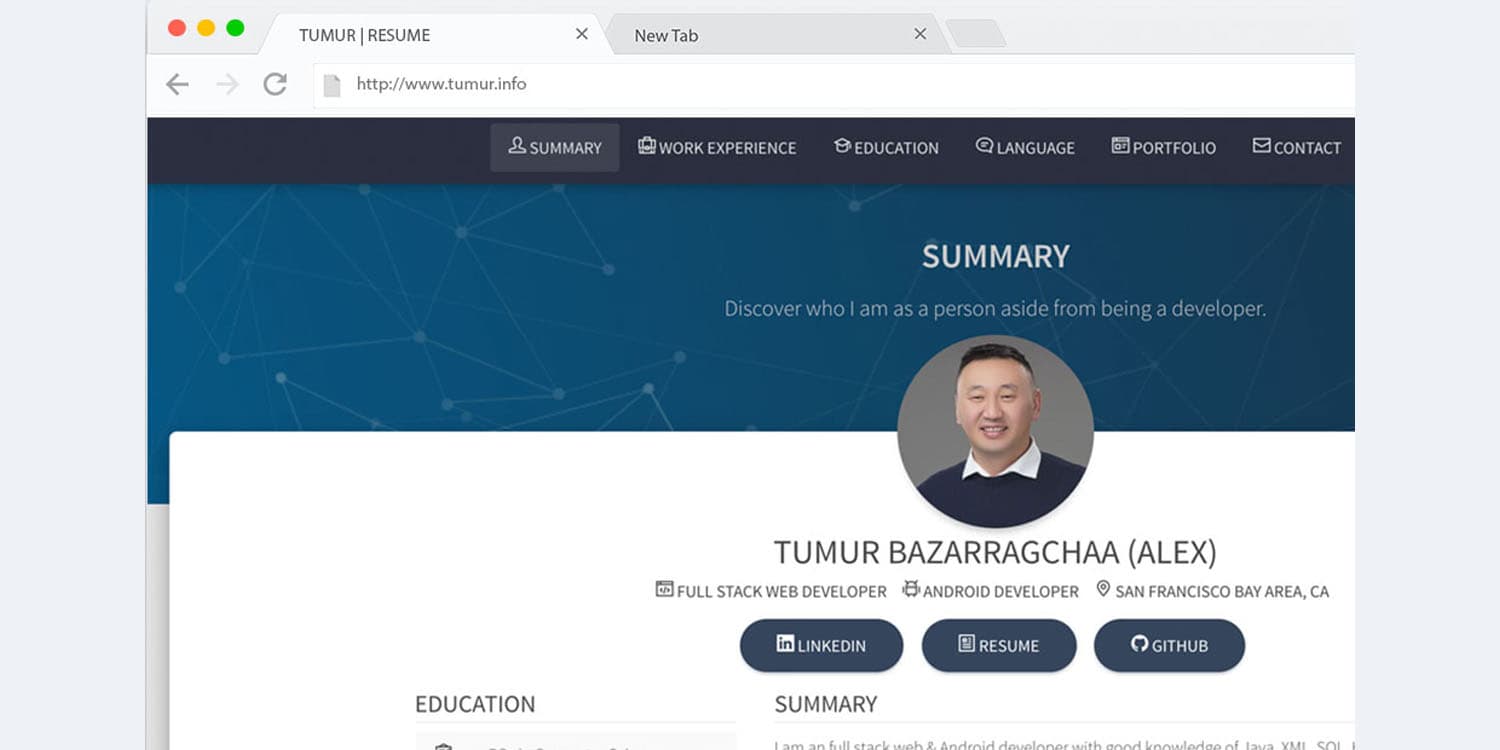 TUMUR | RESUME
New Tab
http://www.tumur.info
SUMMARY WORK EXPERIENCE EDUCATION LANGUAGE PORTFOLIO CONTACT
SUMMARY
Discover who I am as a person aside from being a developer.
TUMUR BAZARRAGCHAA (ALEX)
FULL STACK WEB DEVELOPER ANDROID DEVELOPER SAN FRANCISCO BAY AREA, CA
LINKEDIN RESUME GITHUB
EDUCATION
SUMMARY
I am an full stack web & Android developer with good knowledge of Java, XML, SQL,